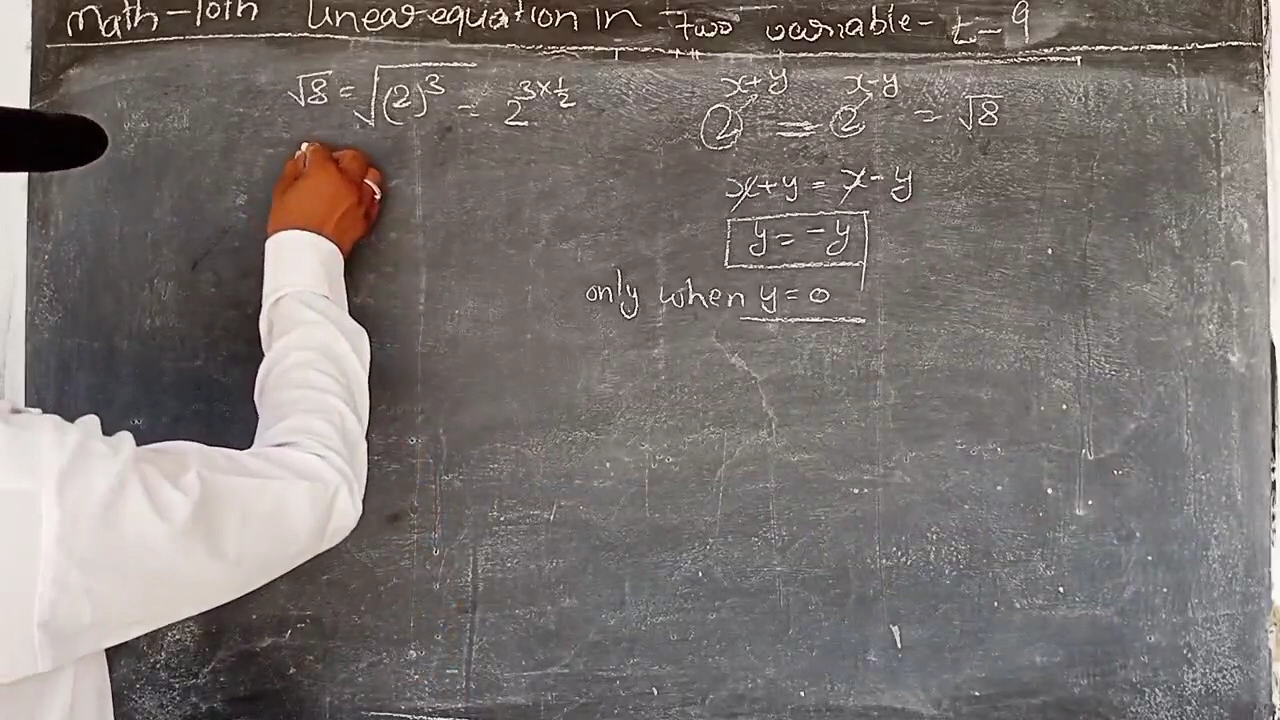 Math-10th Linear equation in two variable- L-9
√8 = √(2)³ = 2^(3×1/2)
2^(x+y) = 2^(x-y) = √8
x+y = x-y
y = -y
only when y = 0